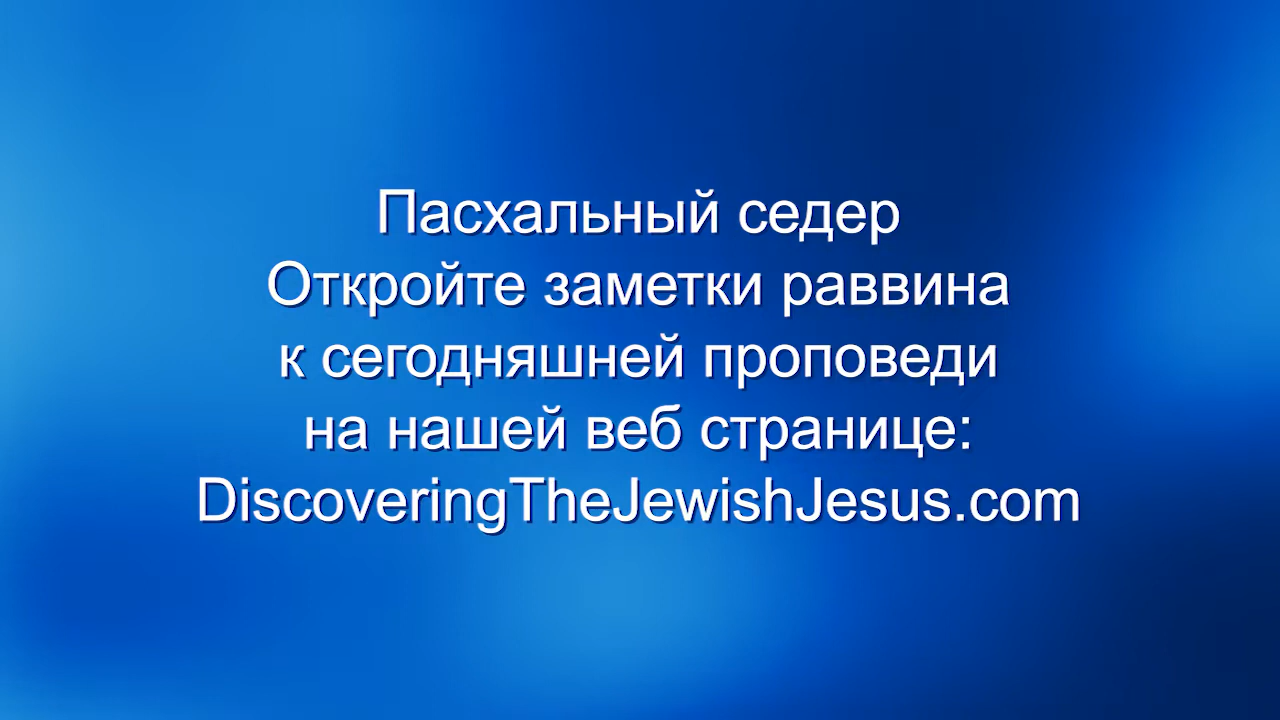 Пасхальный седер
Откройте заметки раввина
к сегодняшней проповеди
на нашей веб странице:
DiscoveringTheJewishJesus.com